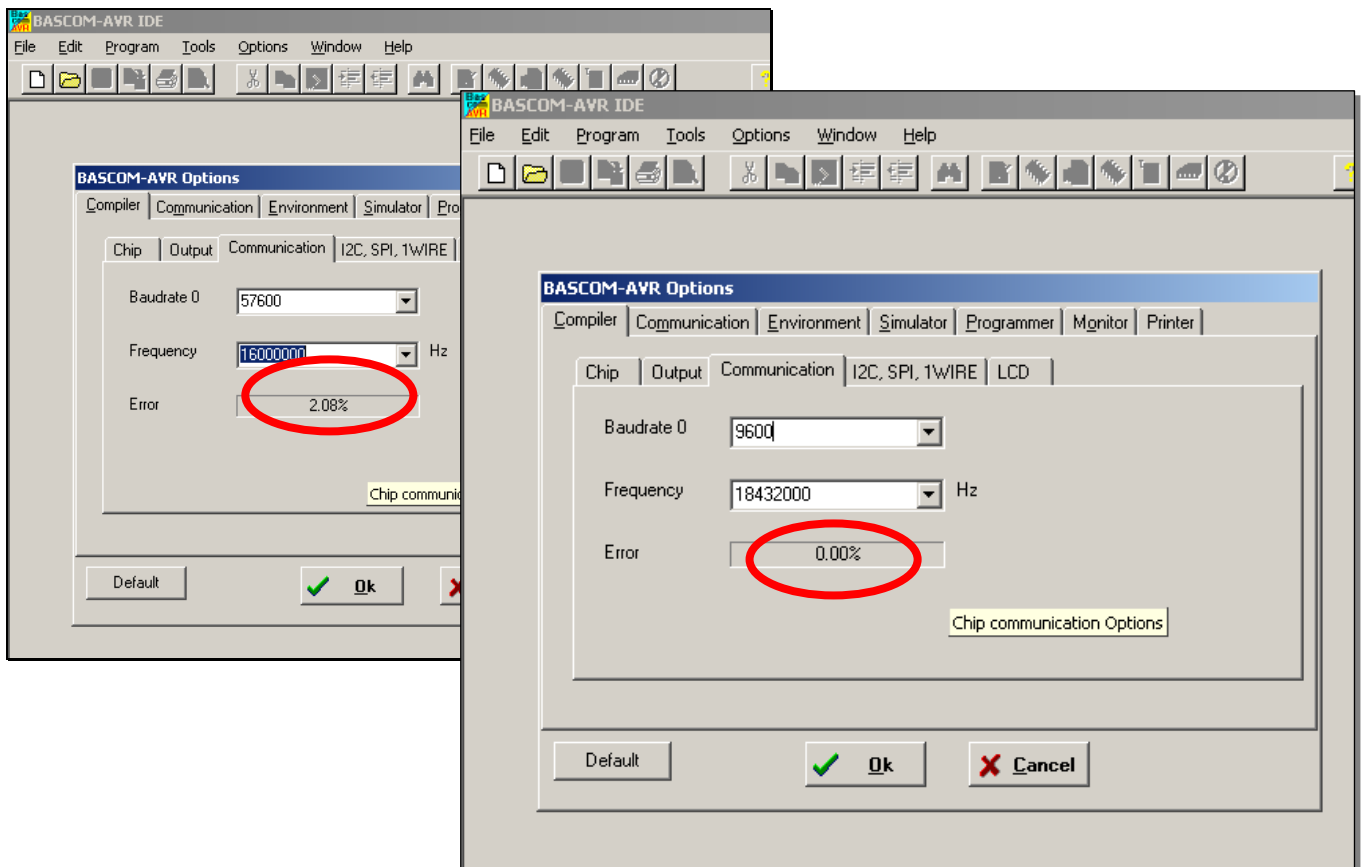 BASCOM-AVR IDE
File Edit Program Tools Options Window Help
BASCOM-AVR Options
Compiler Communication Environment Simulator Pro
Chip Output Communication I2C, SPI, 1WIRE
Baudrate 0 57600
Frequency 16000000 Hz
Error 2.08%
Chip communic
Default Ok
BASCOM-AVR IDE
File Edit Program Tools Options Window Help
BASCOM-AVR Options
Compiler Communication Environment Simulator Programmer Monitor Printer
Chip Output Communication I2C, SPI, 1WIRE LCD
Baudrate 0 9600
Frequency 18432000 Hz
Error 0.00%
Chip communication Options
Default Ok Cancel